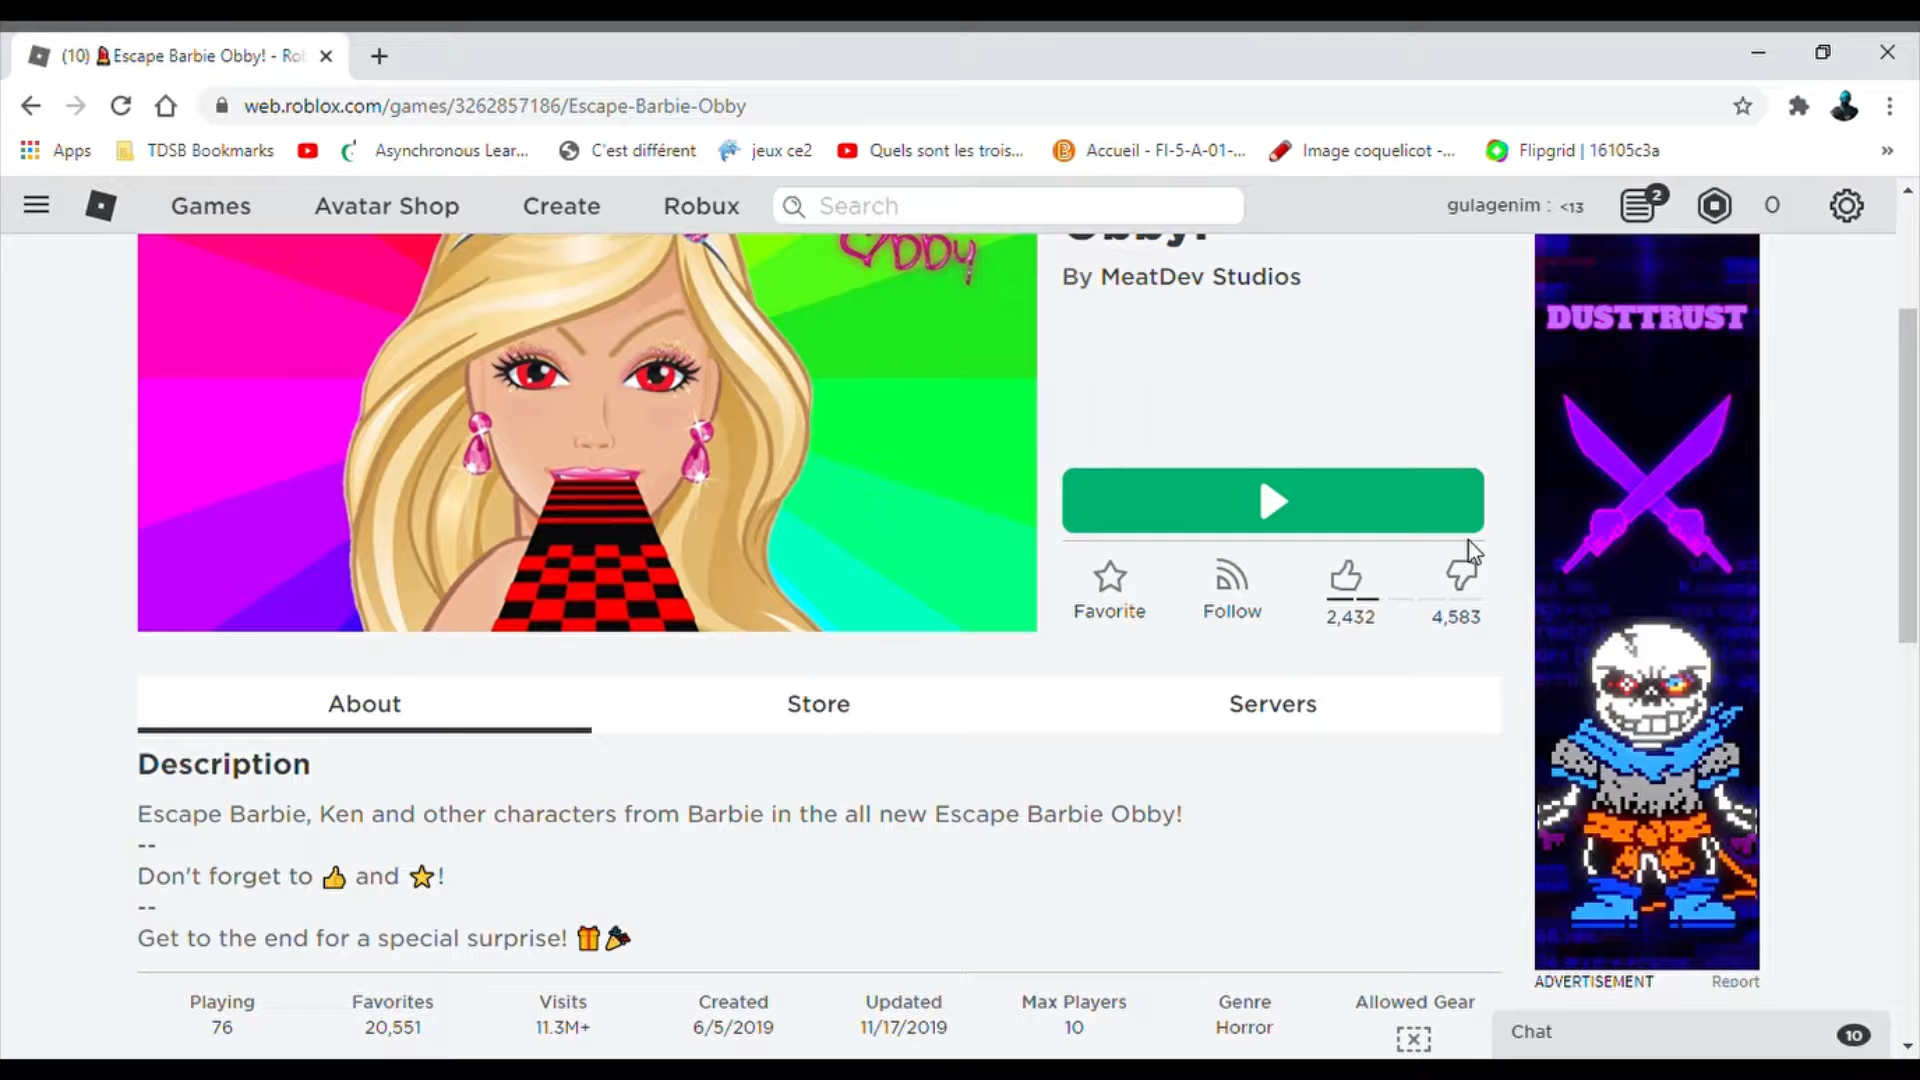 (10) Escape Barbie Obby! - Ro
web.roblox.com/games/3262857186/Escape-Barbie-Obby
Apps
TDSB Bookmarks
Asynchronous Lear...
C'est différent
jeux ce2
Quels sont les trois...
Accueil - FI-5-A-01-...
Image coquelicot -...
Flipgrid | 16105c3a
»
Games
Avatar Shop
Create
Robux
Search
gulagenim : <13
2
0
Obby
Obby!
By MeatDev Studios
DUSTTRUST
Favorite
Follow
2,432
4,583
About
Store
Servers
Description
Escape Barbie, Ken and other characters from Barbie in the all new Escape Barbie Obby!
--
Don't forget to 👍 and ⭐!
--
Get to the end for a special surprise! 🎁🎉
ADVERTISEMENT
Report
Playing
Favorites
Visits
Created
Updated
Max Players
Genre
Allowed Gear
76
20,551
11.3M+
6/5/2019
11/17/2019
10
Horror
Chat
10